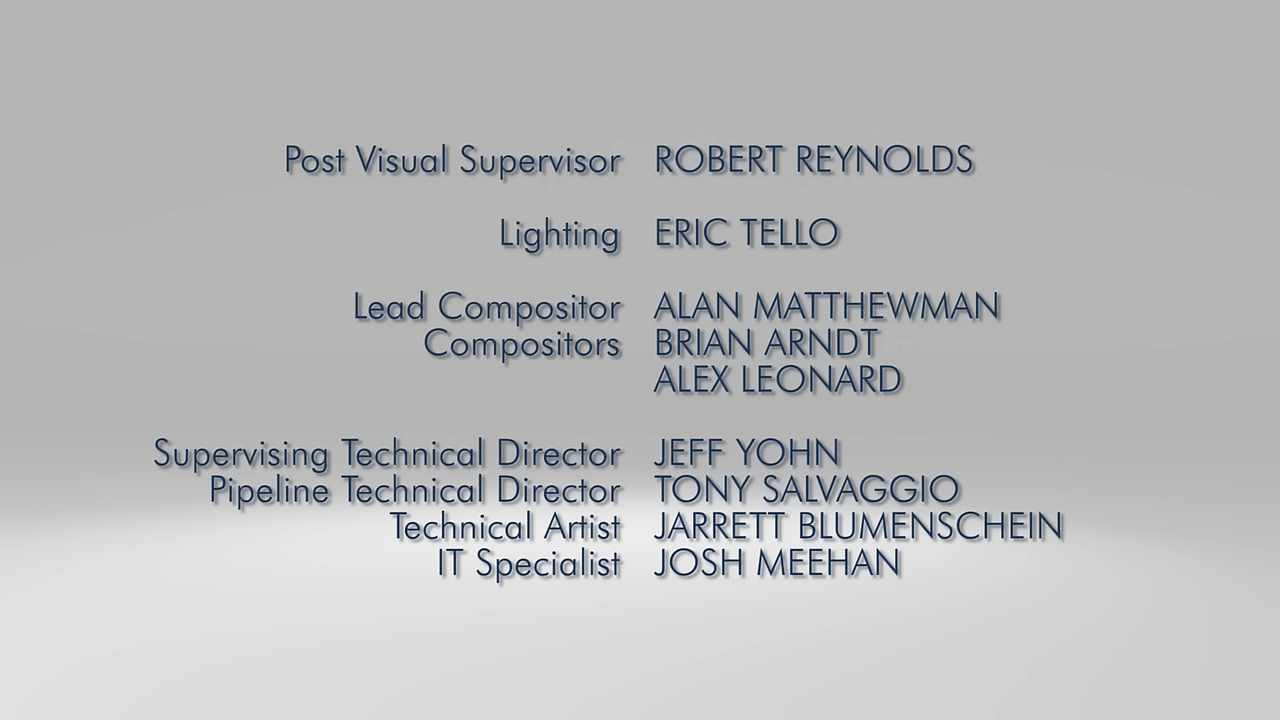 Post Visual Supervisor ROBERT REYNOLDS
Lighting ERIC TELLO
Lead Compositor ALAN MATTHEWMAN
Compositors BRIAN ARNDT
ALEX LEONARD
Supervising Technical Director JEFF YOHN
Pipeline Technical Director TONY SALVAGGIO
Technical Artist JARRETT BLUMENSCHEIN
IT Specialist JOSH MEEHAN